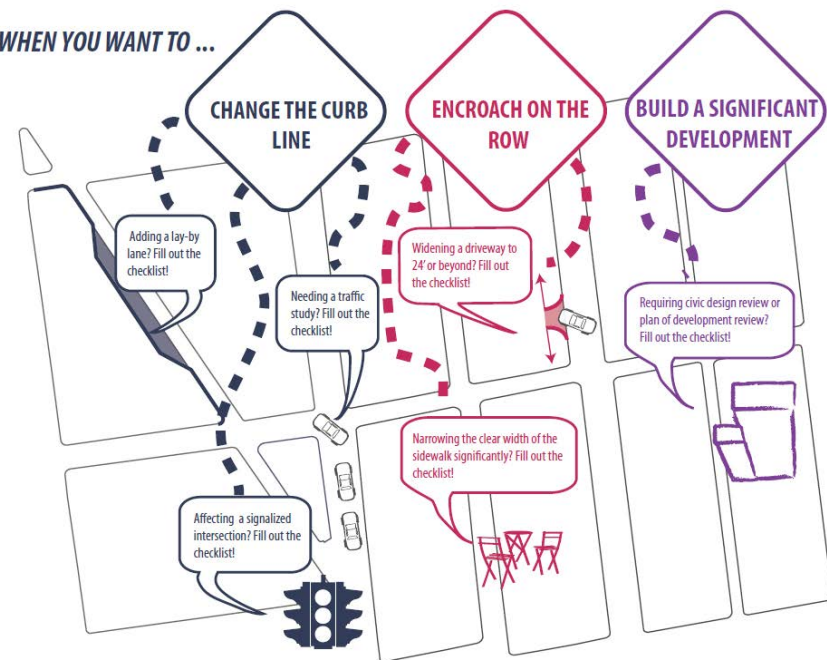 WHEN YOU WANT TO ...
CHANGE THE CURB
LINE
ENCROACH ON THE
ROW
BUILD A SIGNIFICANT
DEVELOPMENT
Adding a lay-by
lane? Fill out the
checklist!
Needing a traffic
study? Fill out the
checklist!
Widening a driveway to
24’ or beyond? Fill out
the checklist!
Requiring civic design review or
plan of development review?
Fill out the checklist!
Narrowing the clear width of the
sidewalk significantly? Fill out the
checklist!
Affecting a signalized
intersection? Fill out the
checklist!